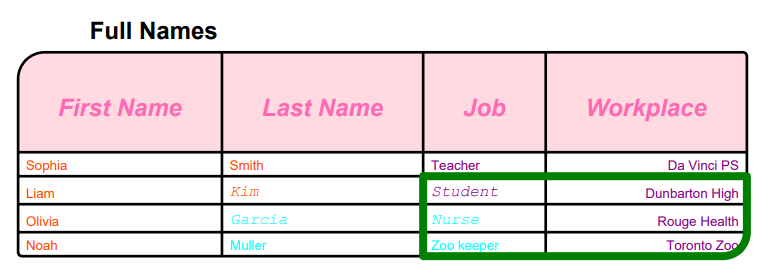 Full Names
First Name Last Name Job Workplace
Sophia Smith Teacher Da Vinci PS
Liam Kim Student Dunbarton High
Olivia Garcia Nurse Rouge Health
Noah Muller Zoo keeper Toronto Zoo